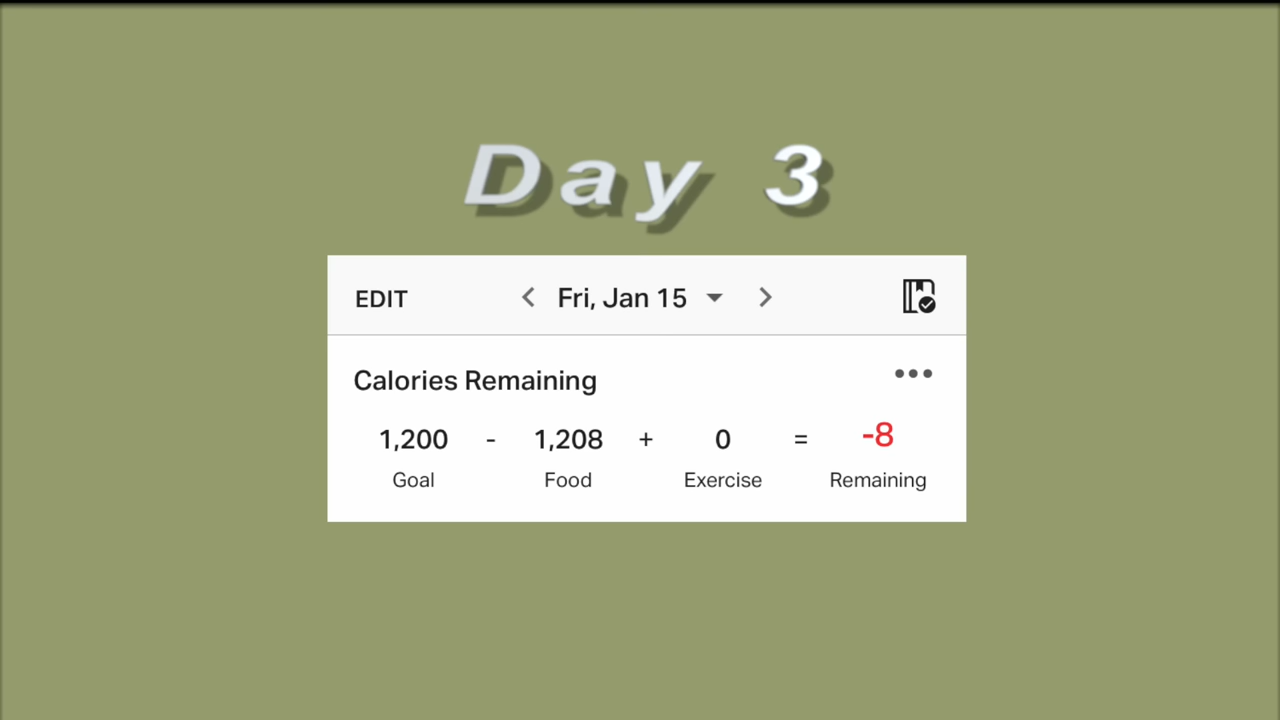 Day 3
EDIT Fri, Jan 15
Calories Remaining
1,200 - 1,208 + 0 = -8
Goal Food Exercise Remaining